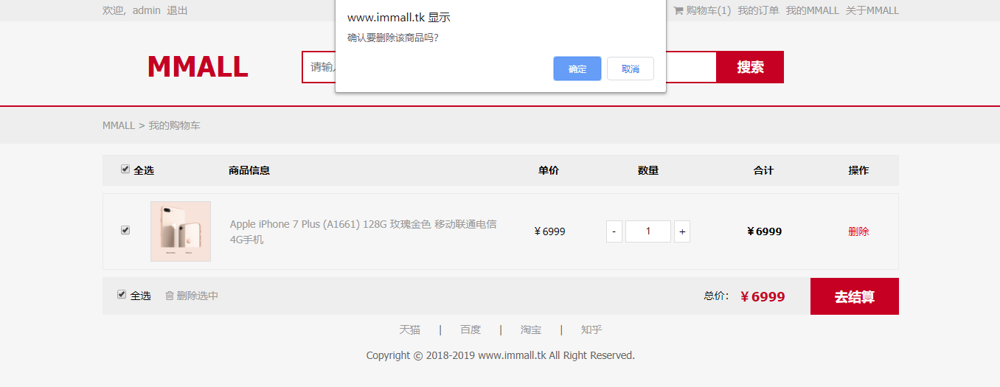 欢迎，admin 退出
购物车(1) 我的订单 我的MMALL 关于MMALL
www.immall.tk 显示
确认要删除该商品吗?
确定 取消
MMALL
请输 搜索
MMALL > 我的购物车
全选 商品信息 单价 数量 合计 操作
Apple iPhone 7 Plus (A1661) 128G 玫瑰金色 移动联通电信
4G手机
￥6999 - 1 + ￥6999 删除
全选 删除选中 总价： ￥6999 去结算
天猫 | 百度 | 淘宝 | 知乎
Copyright © 2018-2019 www.immall.tk All Right Reserved.